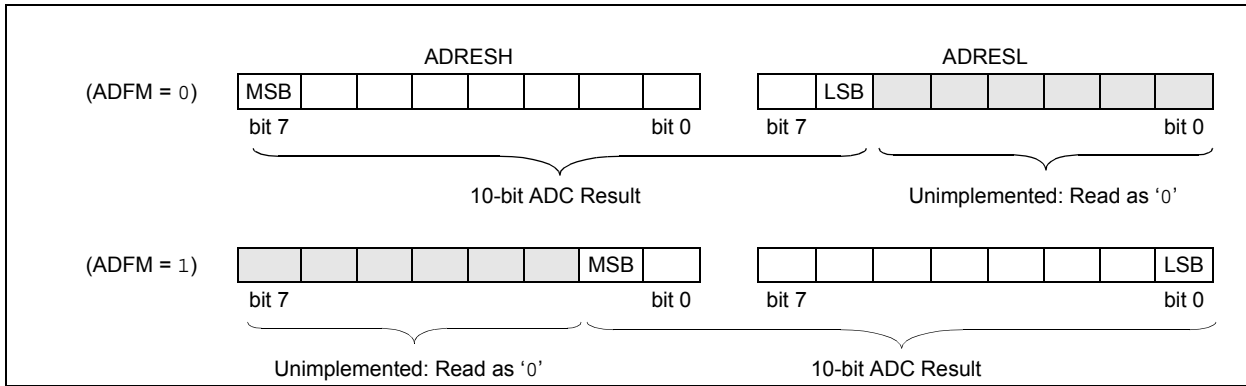 ADRESH ADRESL
(ADFM = 0) MSB LSB
bit 7 bit 0 bit 7 bit 0
10-bit ADC Result Unimplemented: Read as ‘0’
(ADFM = 1) MSB LSB
bit 7 bit 0 bit 7 bit 0
Unimplemented: Read as ‘0’ 10-bit ADC Result